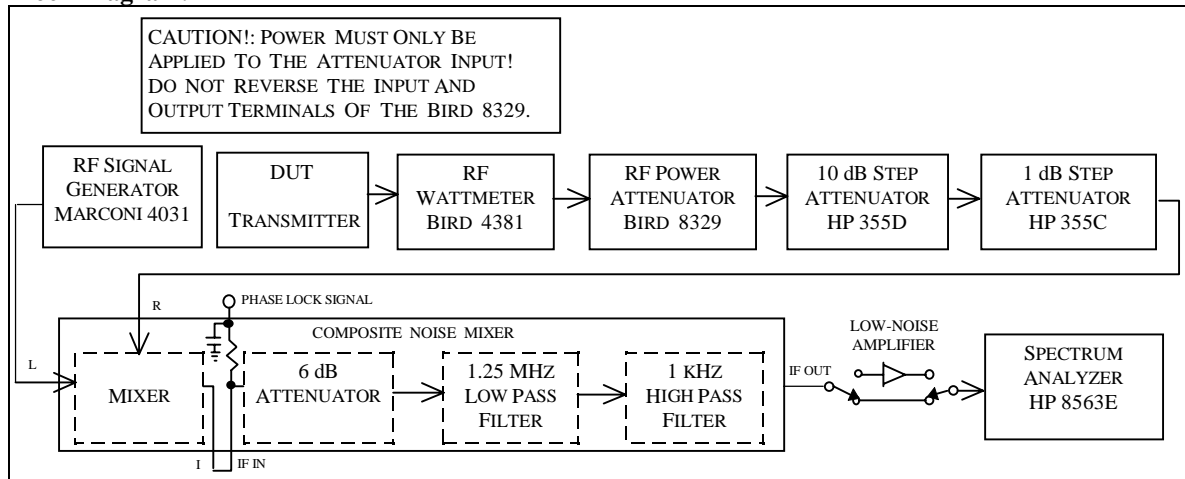 CAUTION!: POWER MUST ONLY BE
APPLIED TO THE ATTENUATOR INPUT!
DO NOT REVERSE THE INPUT AND
OUTPUT TERMINALS OF THE BIRD 8329.
RF SIGNAL
GENERATOR
MARCONI 4031
DUT
TRANSMITTER
RF
WATTMETER
BIRD 4381
RF POWER
ATTENUATOR
BIRD 8329
10 dB STEP
ATTENUATOR
HP 355D
1 dB STEP
ATTENUATOR
HP 355C
R
PHASE LOCK SIGNAL
COMPOSITE NOISE MIXER
L
MIXER
6 dB
ATTENUATOR
1.25 MHZ
LOW PASS
FILTER
1 KHZ
HIGH PASS
FILTER
I
IF IN
IF OUT
LOW-NOISE
AMPLIFIER
SPECTRUM
ANALYZER
HP 8563E